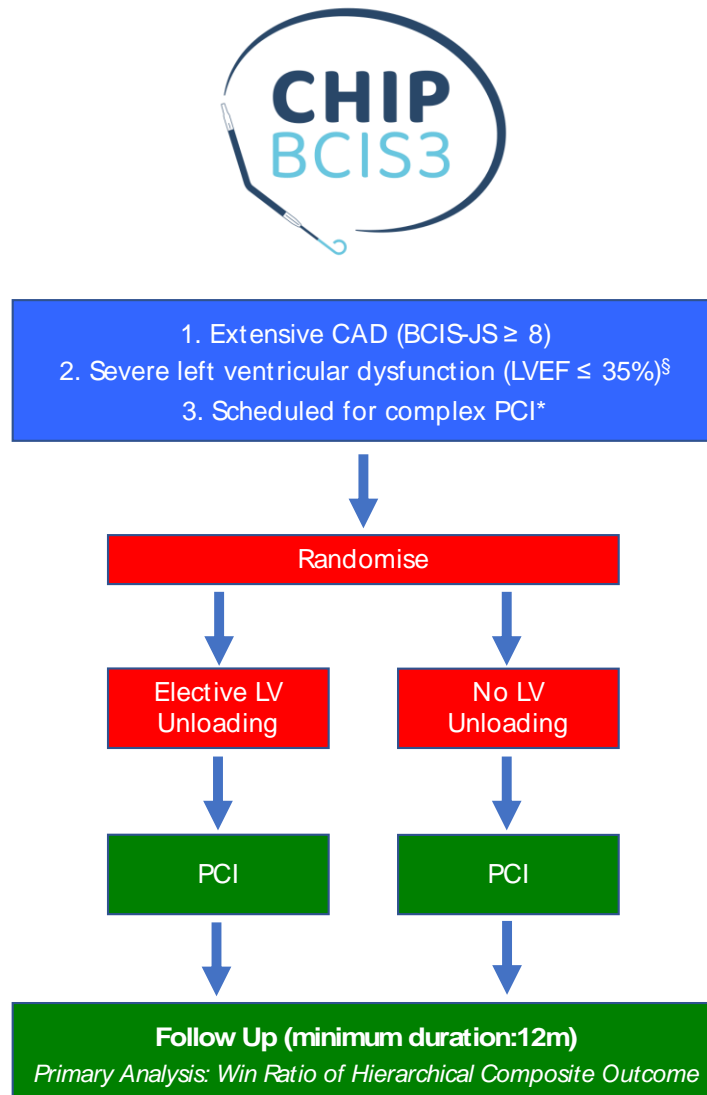 CHIP
BCIS3
1. Extensive CAD (BCIS-JS ≥ 8)
2. Severe left ventricular dysfunction (LVEF ≤ 35%)§
3. Scheduled for complex PCI*
Randomise
Elective LV
Unloading
No LV
Unloading
PCI
PCI
Follow Up (minimum duration:12m)
Primary Analysis: Win Ratio of Hierarchical Composite Outcome